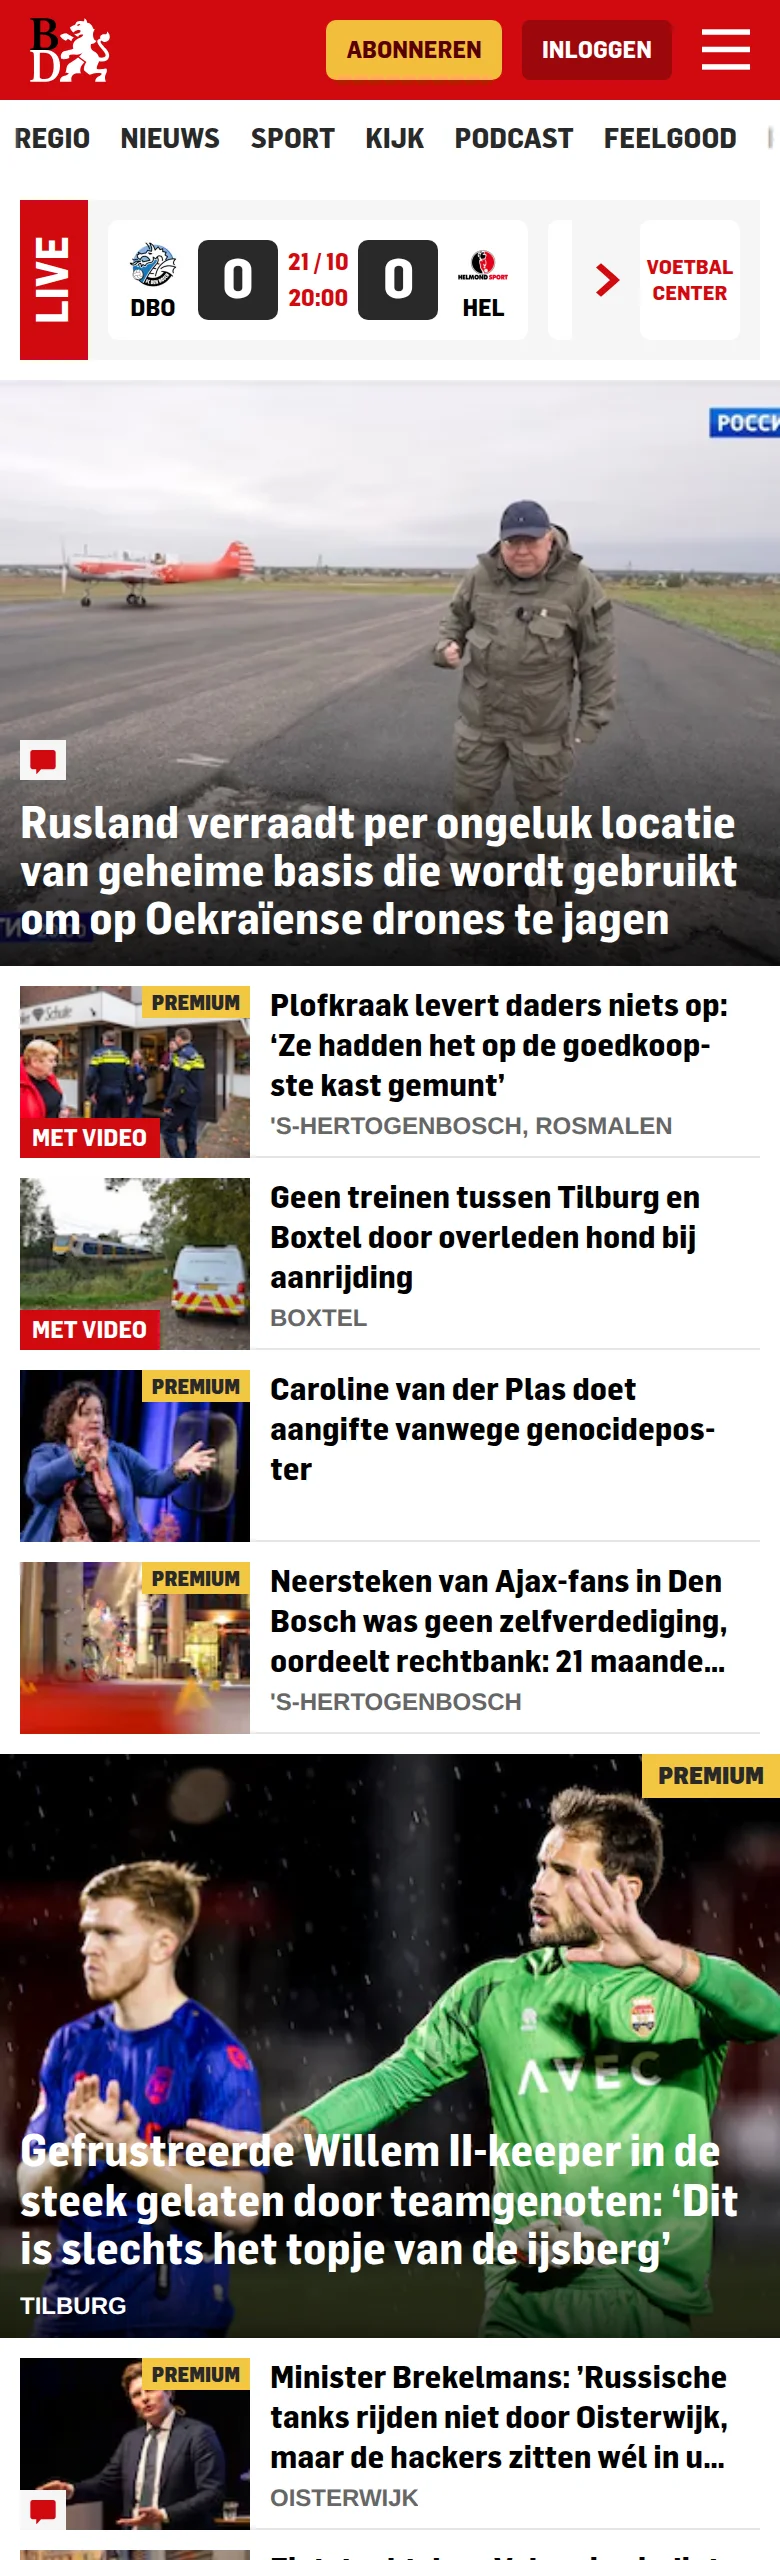 B
D
ABONNEREN
INLOGGEN
REGIO NIEUWS SPORT KIJK PODCAST FEELGOOD
LIVE
DBO
0
21 / 10
20:00
0
HELMOND SPORT
HEL
VOETBAL
CENTER
РОССИ
Rusland verraadt per ongeluk locatie
van geheime basis die wordt gebruikt
om op Oekraïense drones te jagen
PREMIUM
MET VIDEO
Plofkraak levert daders niets op:
‘Ze hadden het op de goedkoop-
ste kast gemunt’
'S-HERTOGENBOSCH, ROSMALEN
MET VIDEO
Geen treinen tussen Tilburg en
Boxtel door overleden hond bij
aanrijding
BOXTEL
PREMIUM
Caroline van der Plas doet
aangifte vanwege genocidepos-
ter
PREMIUM
Neersteken van Ajax-fans in Den
Bosch was geen zelfverdediging,
oordeelt rechtbank: 21 maande...
'S-HERTOGENBOSCH
PREMIUM
AVEC
Gefrustreerde Willem II-keeper in de
steek gelaten door teamgenoten: ‘Dit
is slechts het topje van de ijsberg’
TILBURG
PREMIUM
Minister Brekelmans: ’Russische
tanks rijden niet door Oisterwijk,
maar de hackers zitten wél in u...
OISTERWIJK